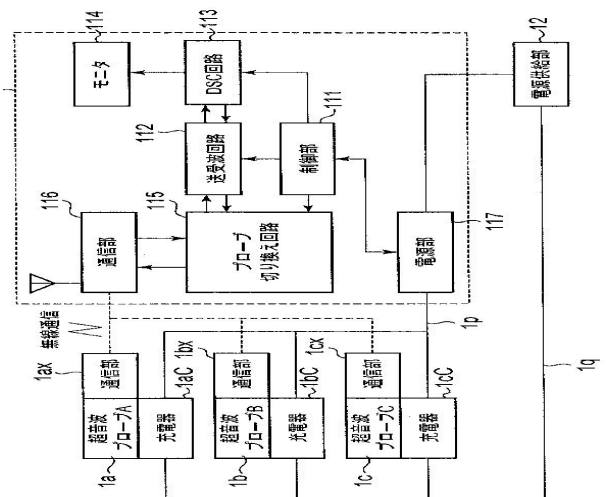 114
モニタ
113
DSC回路
112
送受波回路
111
制御部
116
通信部
115
プローブ
切り換え回路
117
電源部
12
電源供給部
無線通信
1ax
通信部
超音波
プローブA
1a
充電器
1aC
1bx
通信部
超音波
プローブB
1b
充電器
1bC
1cx
通信部
超音波
プローブC
1c
充電器
1cC
1p
1q